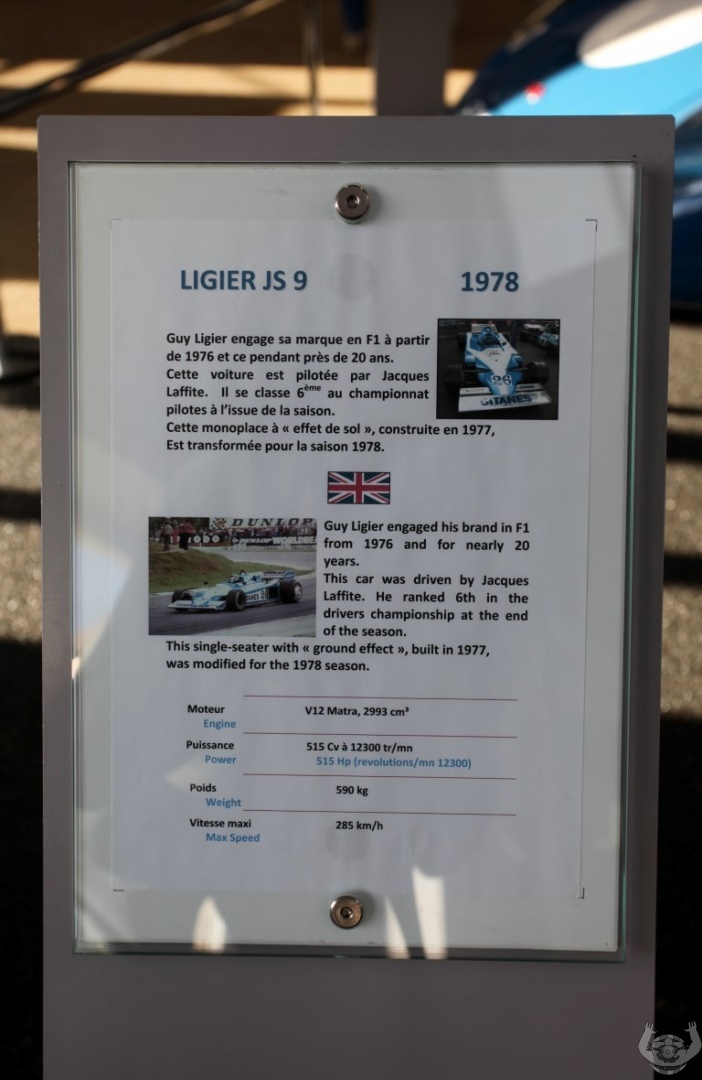 LIGIER JS 9 1978
Guy Ligier engage sa marque en F1 à partir
de 1976 et ce pendant près de 20 ans.
Cette voiture est pilotée par Jacques
Laffite. Il se classe 6ème au championnat
pilotes à l'issue de la saison.
Cette monoplace à « effet de sol », construite en 1977,
Est transformée pour la saison 1978.
26
GITANES
DUNLOP
DUNLOP
Guy Ligier engaged his brand in F1
from 1976 and for nearly 20
years.
This car was driven by Jacques
Laffite. He ranked 6th in the
drivers championship at the end
of the season.
This single-seater with « ground effect », built in 1977,
was modified for the 1978 season.
Moteur V12 Matra, 2993 cm³
Engine
Puissance 515 Cv à 12300 tr/mn
Power 515 Hp (revolutions/mn 12300)
Poids 590 kg
Weight
Vitesse maxi 285 km/h
Max Speed